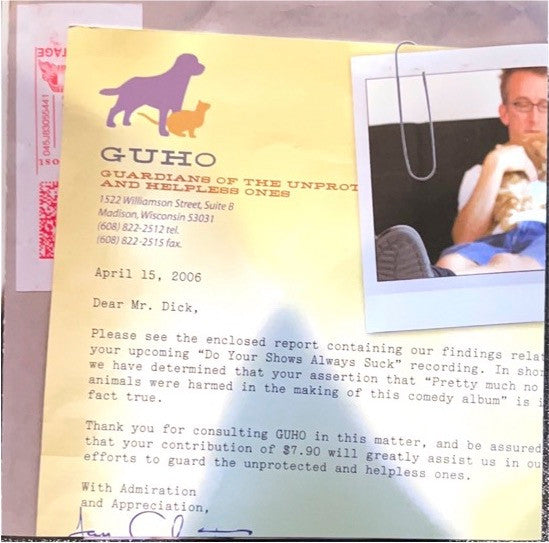 045J83055441
GUHO
GUARDIANS OF THE UNPROT
AND HELPLESS ONES
1522 Williamson Street, Suite B
Madison, Wisconsin 53031
(608) 822-2512 tel.
(608) 822-2515 fax.
April 15, 2006
Dear Mr. Dick,
Please see the enclosed report containing our findings relat
your upcoming “Do Your Shows Always Suck” recording. In shor
we have determined that your assertion that “Pretty much no
animals were harmed in the making of this comedy album” is i
fact true.
Thank you for consulting GUHO in this matter, and be assured
that your contribution of $7.90 will greatly assist us in ou
efforts to guard the unprotected and helpless ones.
With Admiration
and Appreciation,